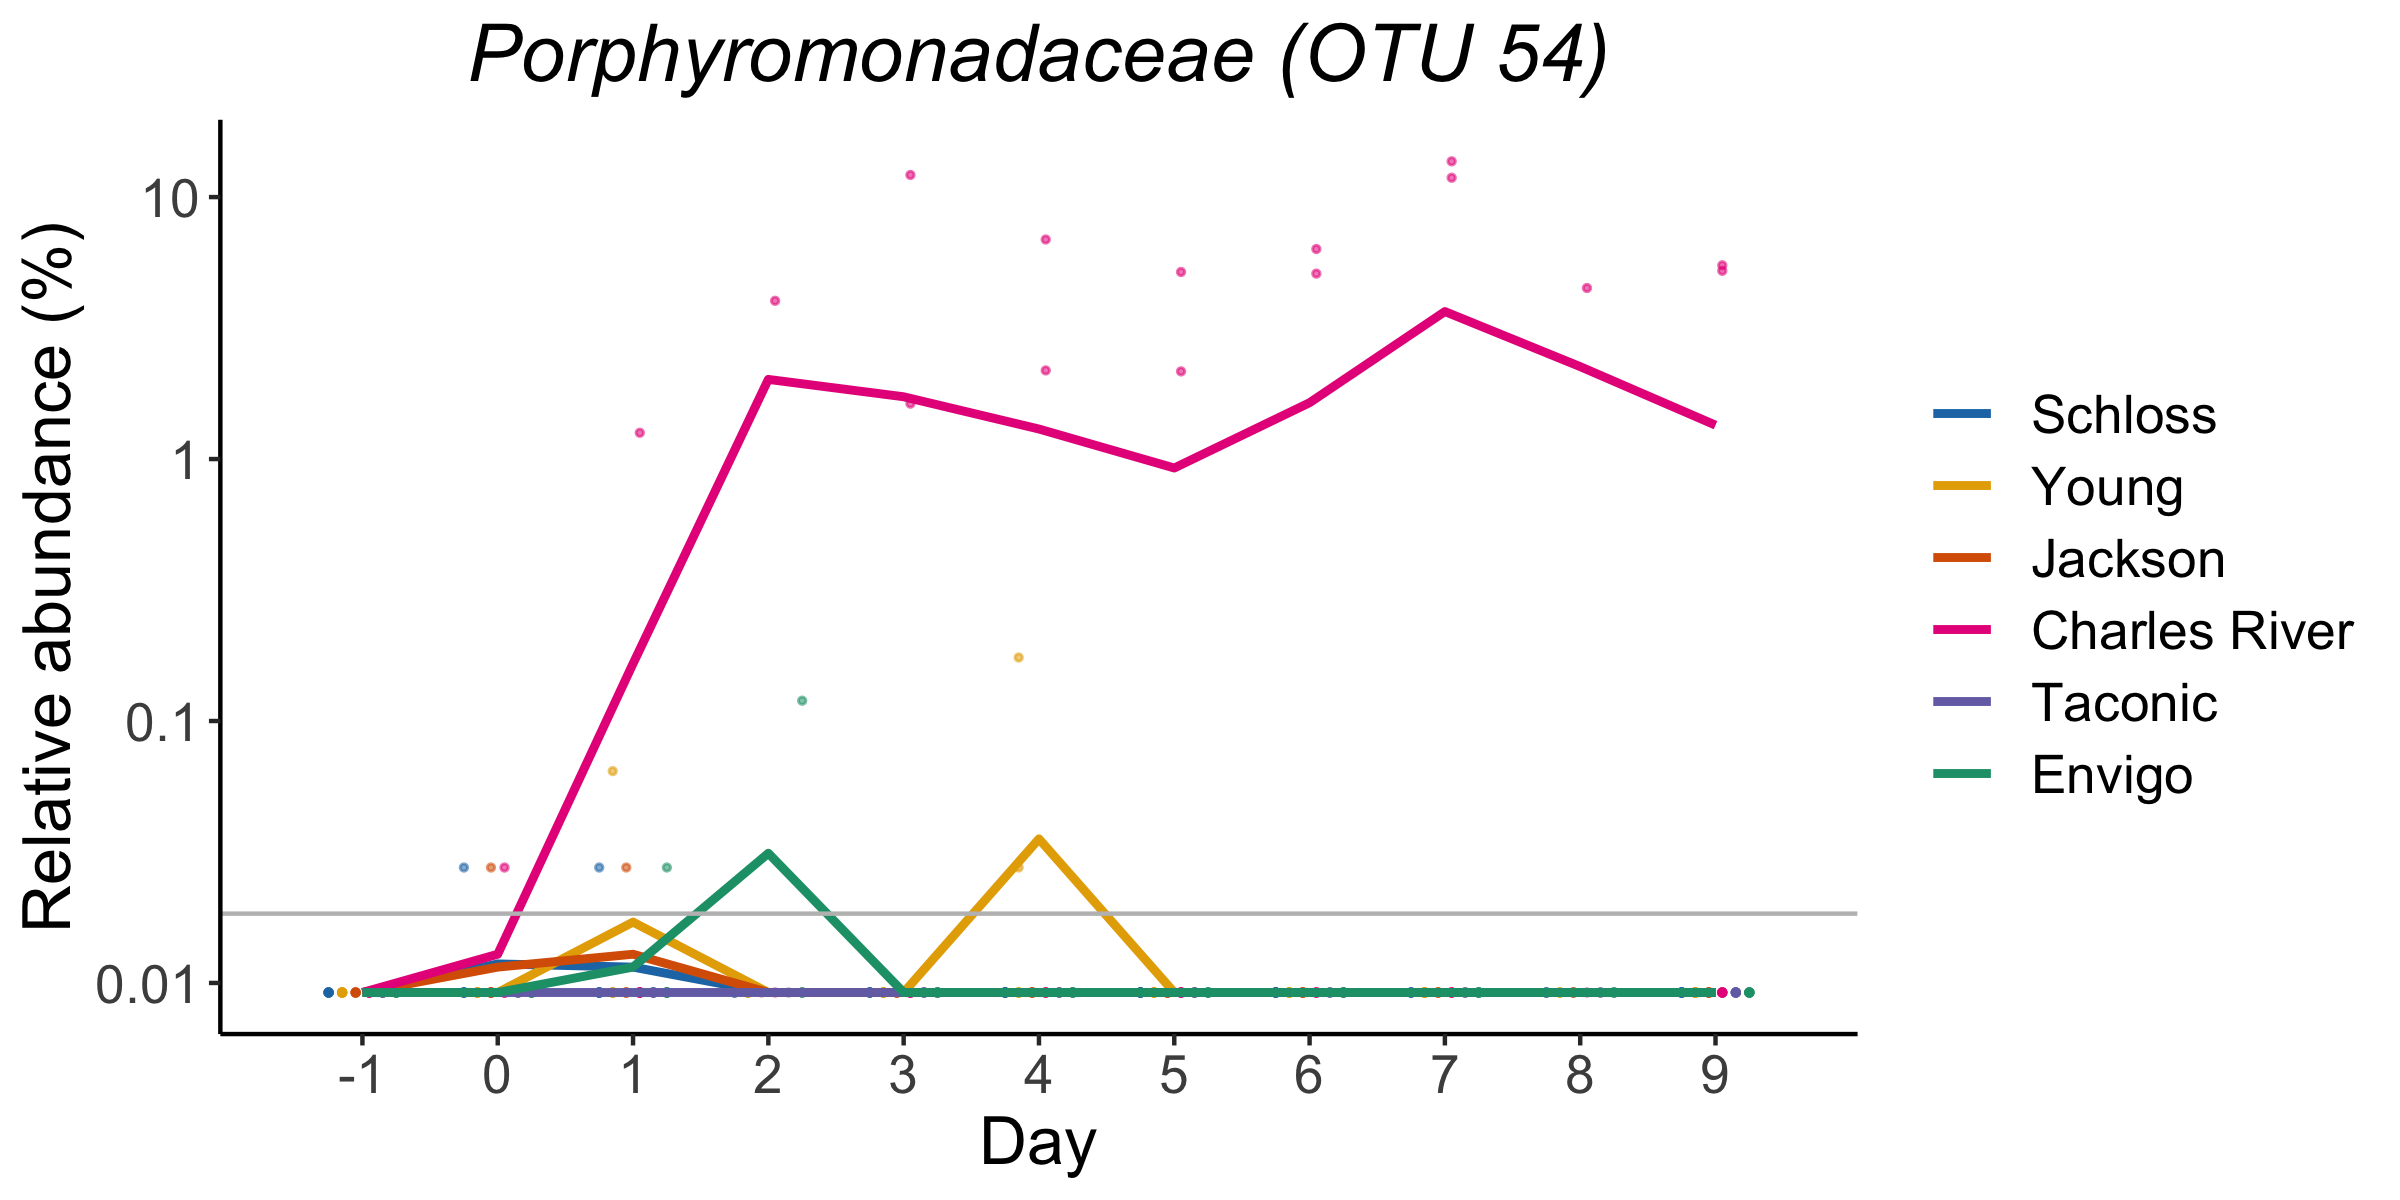 Porphyromonadaceae (OTU 54)
Relative abundance (%)
10
1
0.1
0.01
-1 0 1 2 3 4 5 6 7 8 9
Day
Schloss
Young
Jackson
Charles River
Taconic
Envigo